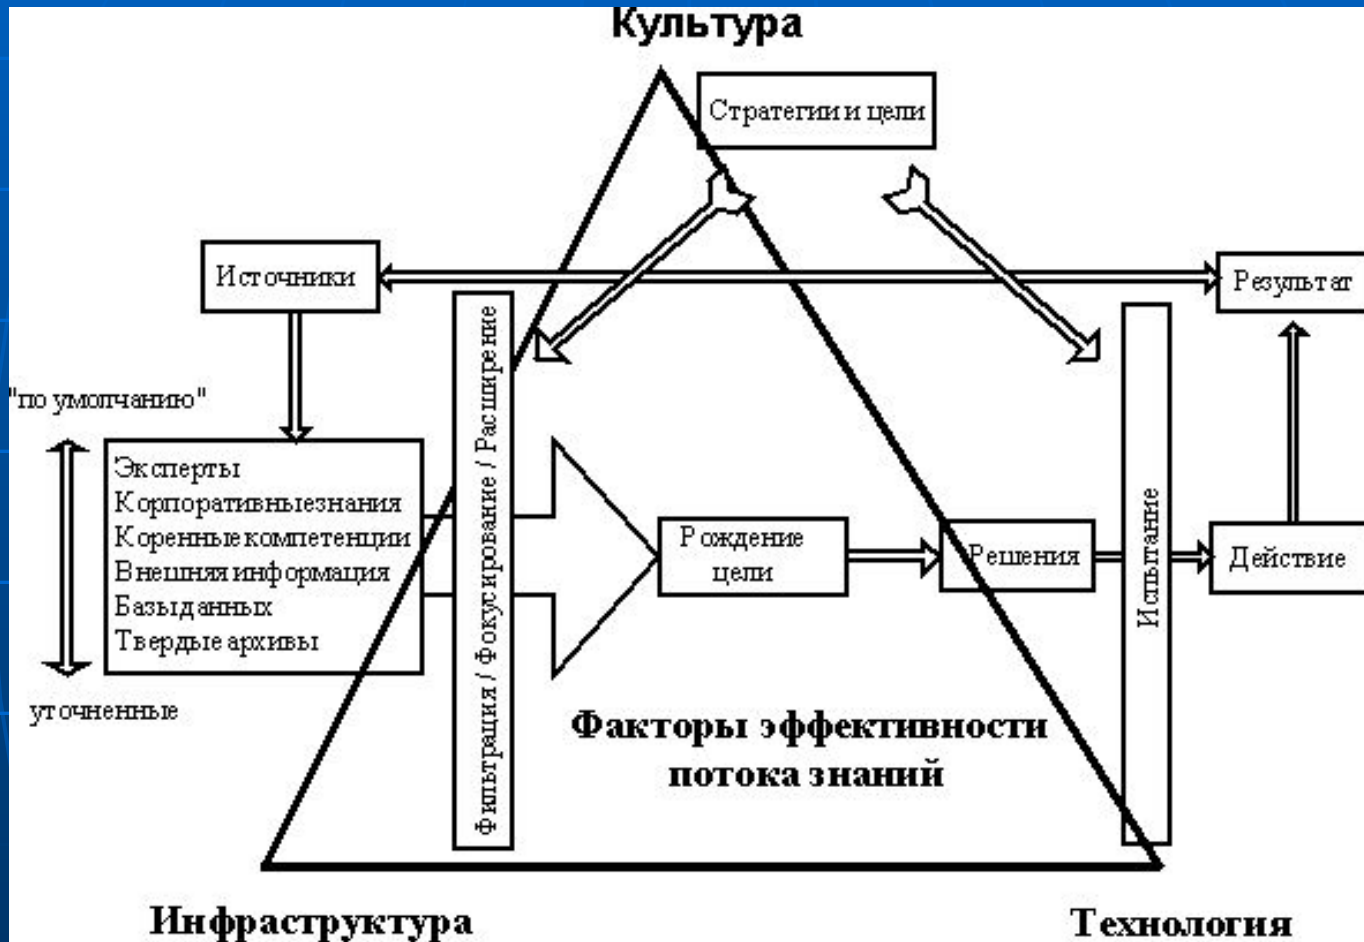 Культура
Стратегии и цели
Источники
Результат
"по умолчанию"
Эксперты
Корпоративные знания
Коренные компетенции
Внешняя информация
Базы данных
Твердые архивы
уточненные
Фильтрация / Фокусирование / Расширение
Рождение
цели
Решения
Испытание
Действие
Факторы эффективности
потока знаний
Инфраструктура
Технология